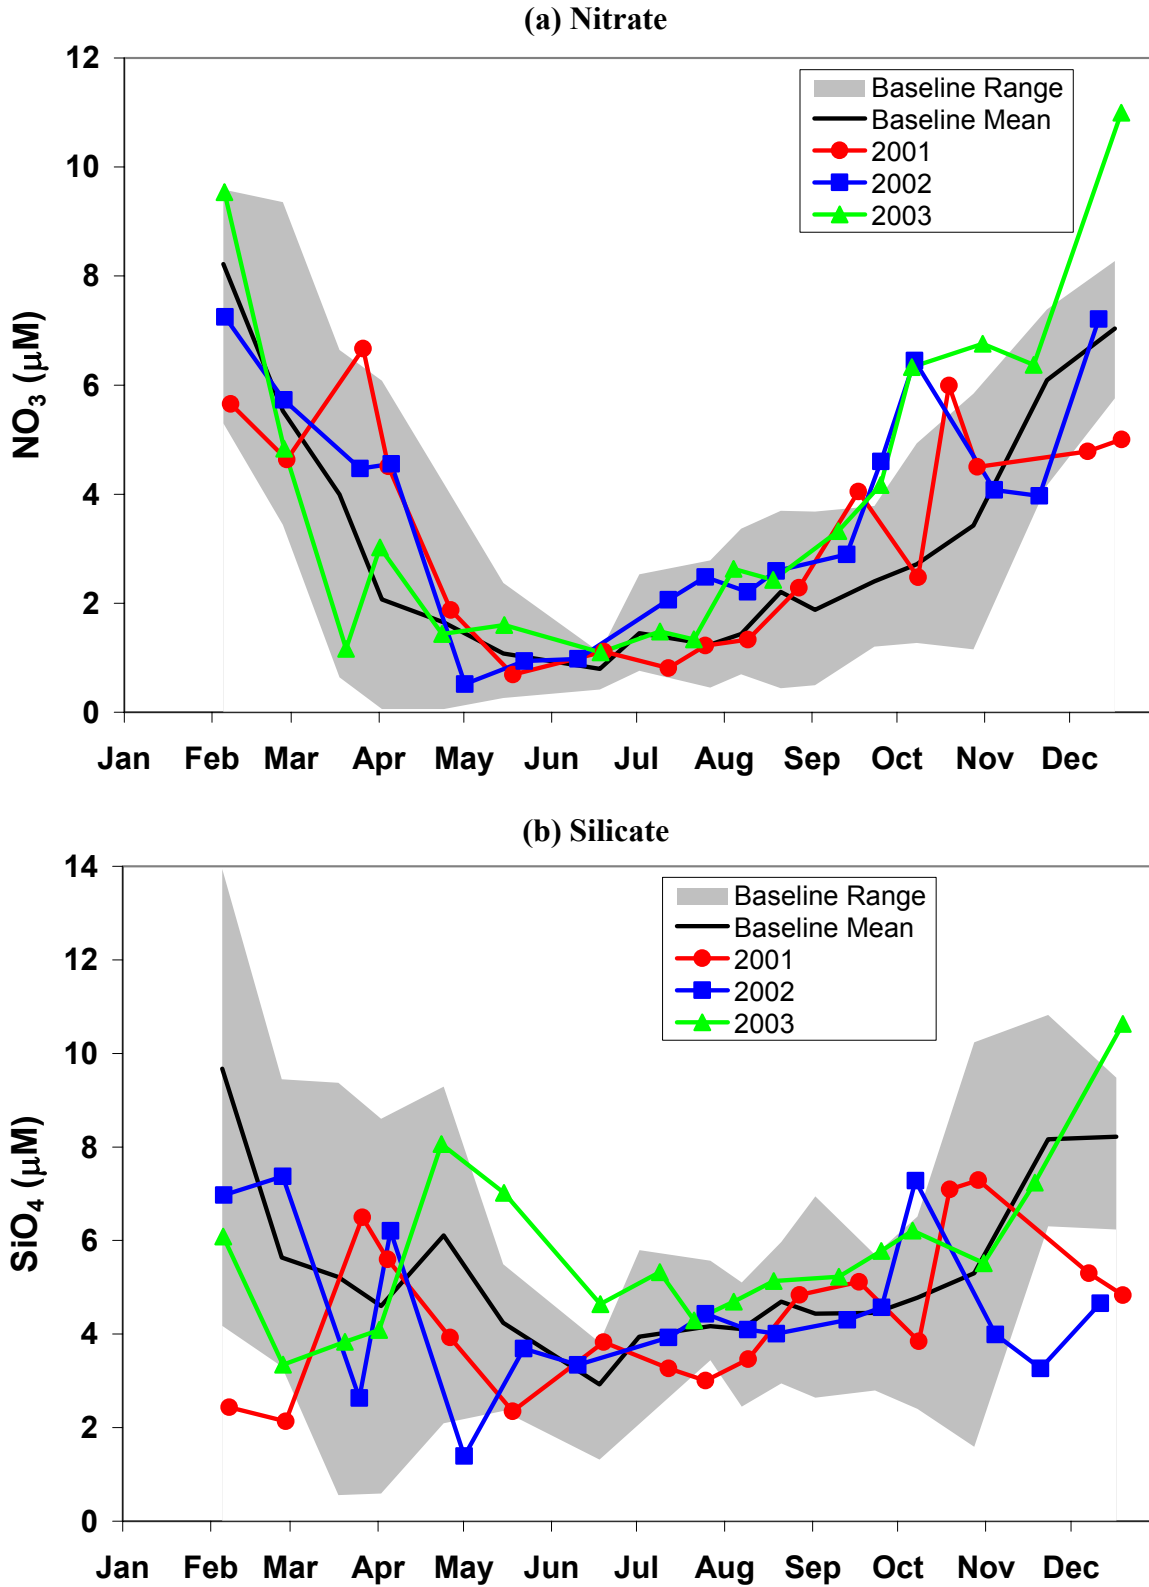 (a) Nitrate
12
10
8
6
4
2
0
NO3 (μM)
Baseline Range
Baseline Mean
2001
2002
2003
Jan Feb Mar Apr May Jun Jul Aug Sep Oct Nov Dec
(b) Silicate
14
12
10
8
6
4
2
0
SiO4 (μM)
Baseline Range
Baseline Mean
2001
2002
2003
Jan Feb Mar Apr May Jun Jul Aug Sep Oct Nov Dec